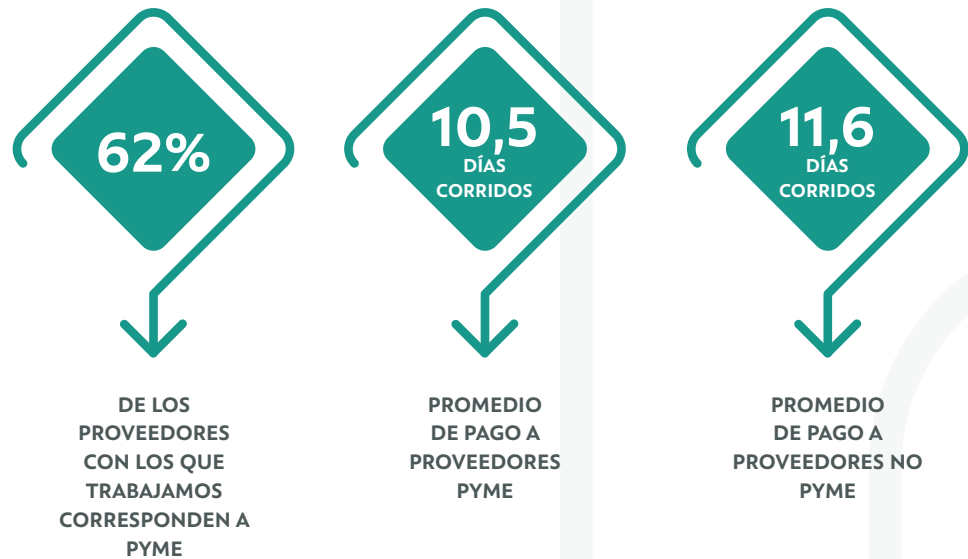 62%
DE LOS
PROVEEDORES
CON LOS QUE
TRABAJAMOS
CORRESPONDEN A
PYME
10,5
DÍAS
CORRIDOS
PROMEDIO
DE PAGO A
PROVEEDORES
PYME
11,6
DÍAS
CORRIDOS
PROMEDIO
DE PAGO A
PROVEEDORES NO
PYME